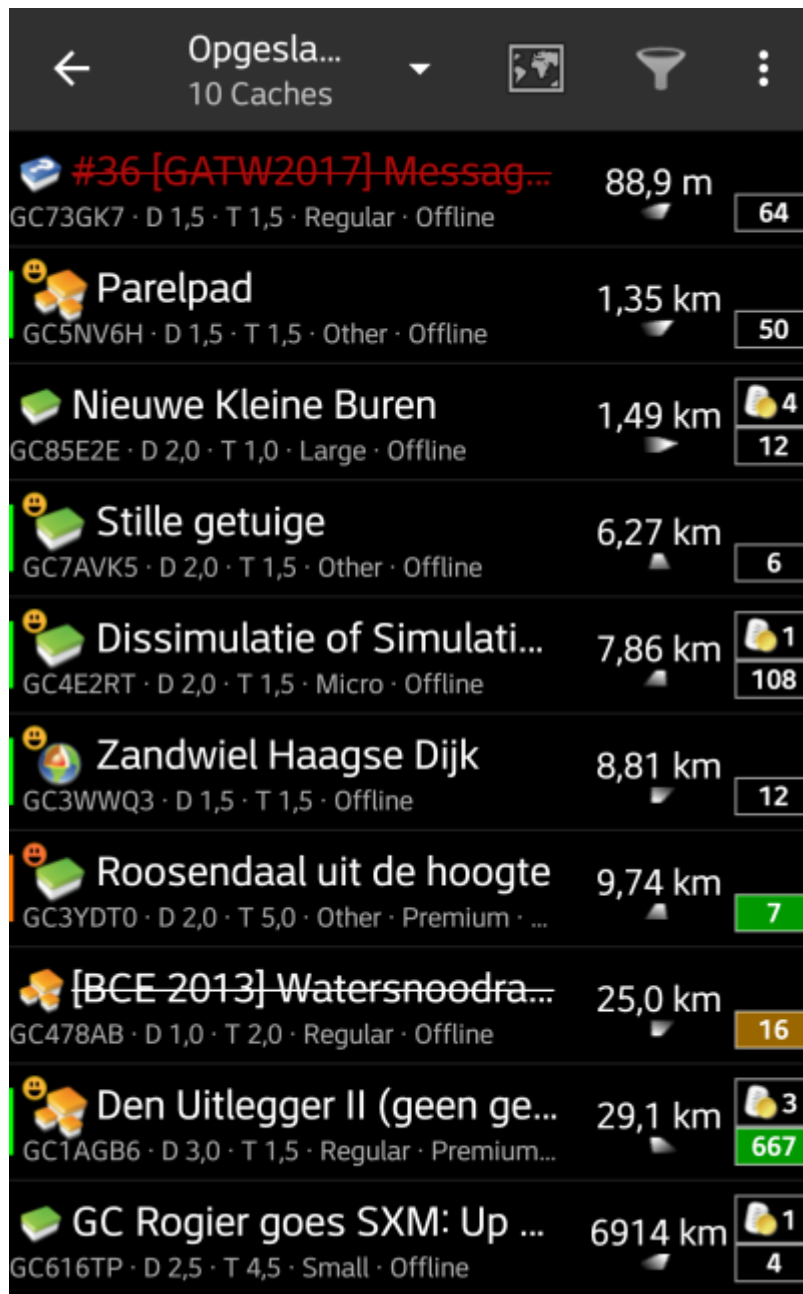 Opgesla...
10 Caches
#36 [GATW2017] Messag...
88,9 m
GC73GK7 · D 1,5 · T 1,5 · Regular · Offline
64
Parelpad
1,35 km
GC5NV6H · D 1,5 · T 1,5 · Other · Offline
50
Nieuwe Kleine Buren
1,49 km
4
GC85E2E · D 2,0 · T 1,0 · Large · Offline
12
Stille getuige
6,27 km
GC7AVK5 · D 2,0 · T 1,5 · Other · Offline
6
Dissimulatie of Simulati...
7,86 km
1
GC4E2RT · D 2,0 · T 1,5 · Micro · Offline
108
Zandwiel Haagse Dijk
8,81 km
GC3WWQ3 · D 1,5 · T 1,5 · Offline
12
Roosendaal uit de hoogte
9,74 km
GC3YDT0 · D 2,0 · T 5,0 · Other · Premium · ...
7
[BCE 2013] Watersnoodra...
25,0 km
GC478AB · D 1,0 · T 2,0 · Regular · Offline
16
Den Uitlegger II (geen ge...
29,1 km
3
GC1AGB6 · D 3,0 · T 1,5 · Regular · Premium...
667
GC Rogier goes SXM: Up ...
6914 km
1
GC616TP · D 2,5 · T 4,5 · Small · Offline
4